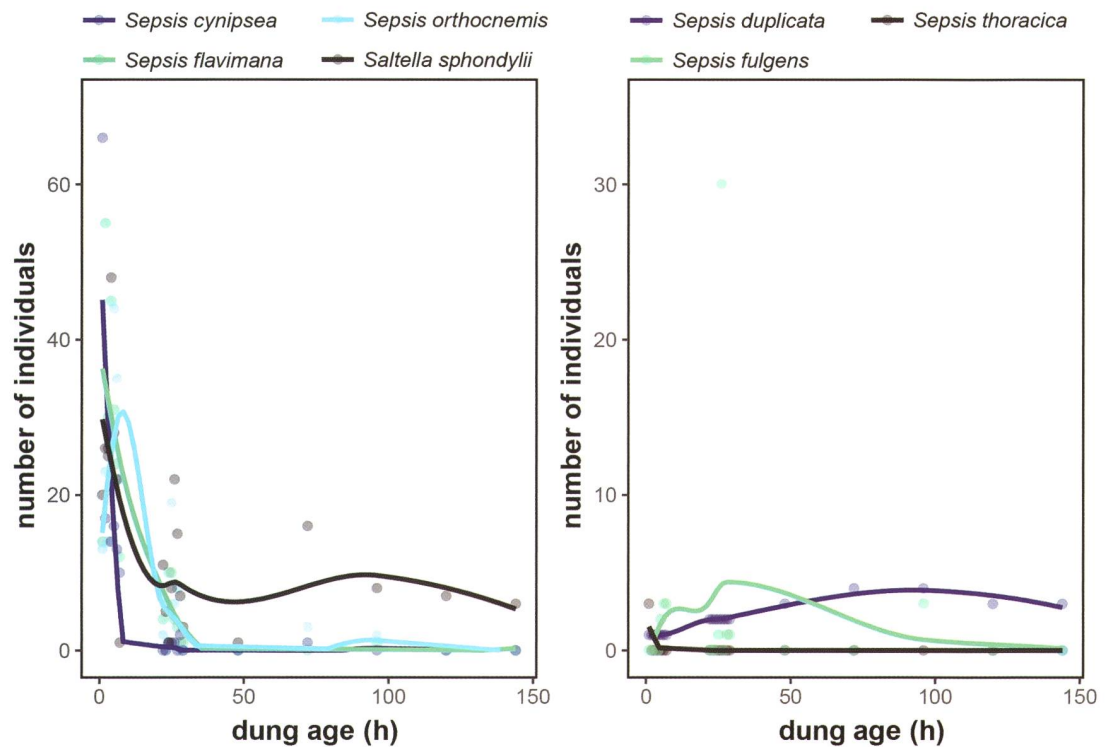 Sepsis cynipsea
Sepsis orthocnemis
Sepsis flavimana
Saltella sphondylii
number of individuals
60
40
20
0
0
50
100
150
dung age (h)
Sepsis duplicata
Sepsis thoracica
Sepsis fulgens
number of individuals
30
20
10
0
0
50
100
150
dung age (h)